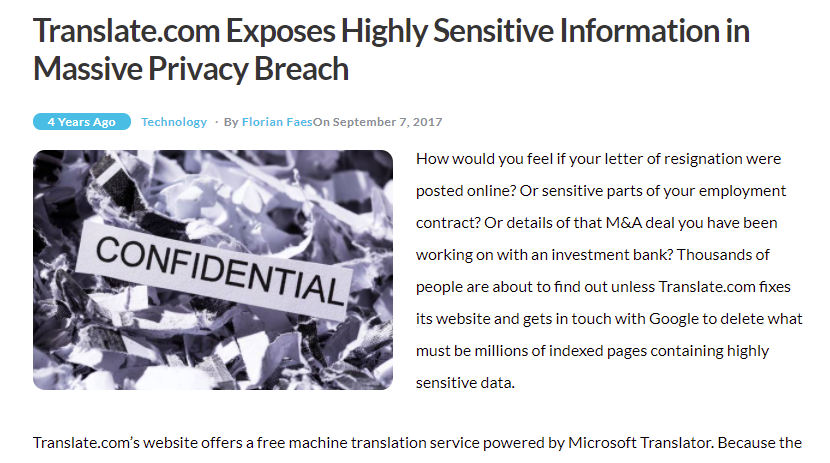 Translate.com Exposes Highly Sensitive Information in
Massive Privacy Breach
4 Years Ago Technology · By Florian FaesOn September 7, 2017
CONFIDENTIAL
How would you feel if your letter of resignation were
posted online? Or sensitive parts of your employment
contract? Or details of that M&A deal you have been
working on with an investment bank? Thousands of
people are about to find out unless Translate.com fixes
its website and gets in touch with Google to delete what
must be millions of indexed pages containing highly
sensitive data.
Translate.com’s website offers a free machine translation service powered by Microsoft Translator. Because the